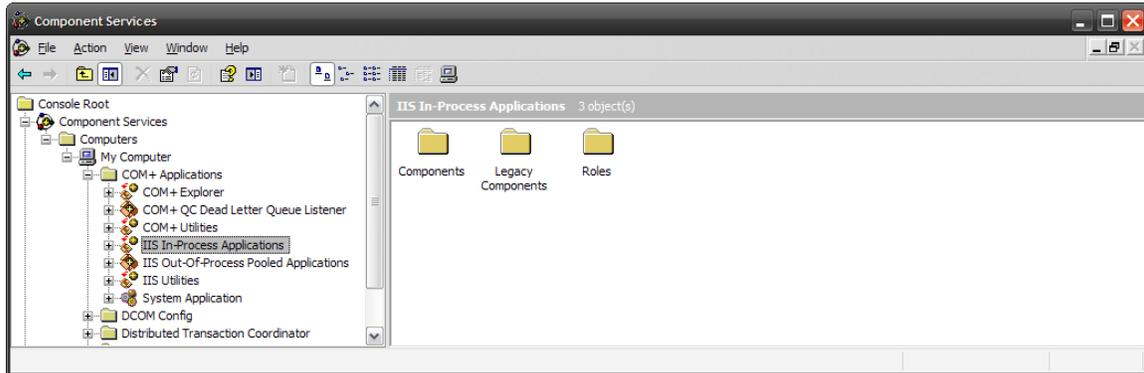 Component Services
File Action View Window Help
Console Root
Component Services
Computers
My Computer
COM+ Applications
COM+ Explorer
COM+ QC Dead Letter Queue Listener
COM+ Utilities
IIS In-Process Applications
IIS Out-Of-Process Pooled Applications
IIS Utilities
System Application
DCOM Config
Distributed Transaction Coordinator
IIS In-Process Applications 3 object(s)
Components
Legacy
Components
Roles